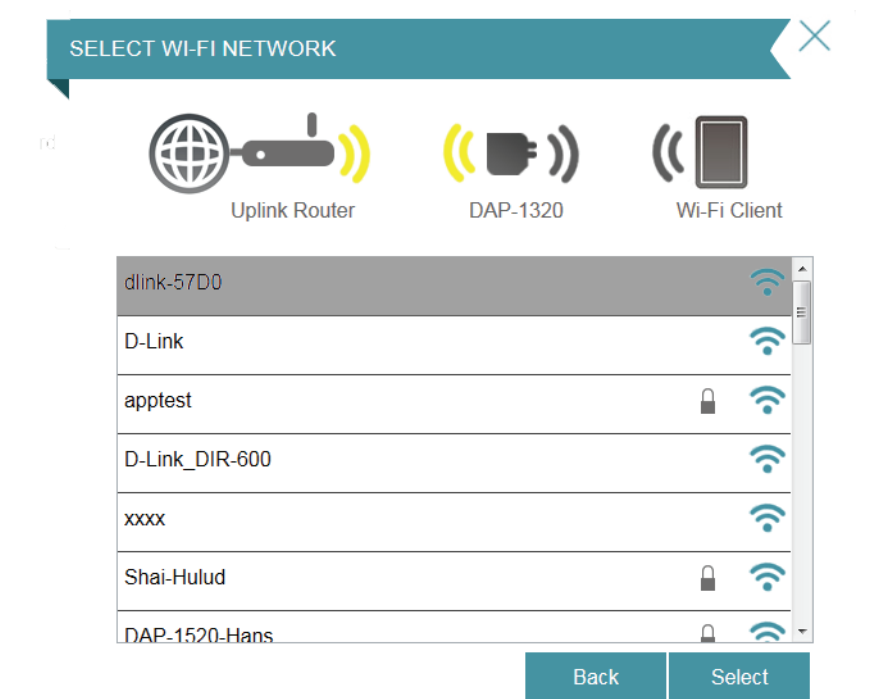 SELECT WI-FI NETWORK
Uplink Router
DAP-1320
Wi-Fi Client
dlink-57D0
D-Link
apptest
D-Link_DIR-600
xxxx
Shai-Hulud
DAP-1520-Hans
Back
Select